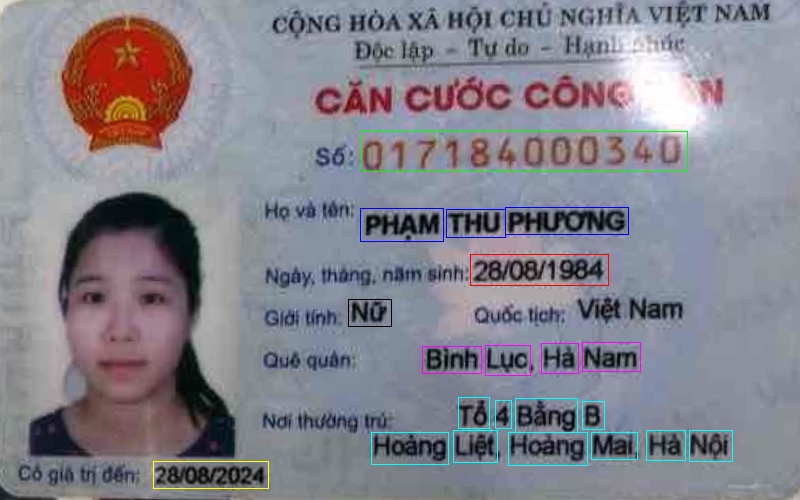 CỘNG HÒA XÃ HỘI CHỦ NGHĨA VIỆT NAM
Độc lập - Tự do - Hạnh phúc
CĂN CƯỚC CÔNG DÂN
Số: 017184000340
Họ và tên: PHẠM THU PHƯƠNG
Ngày, tháng, năm sinh: 28/08/1984
Giới tính: Nữ Quốc tịch: Việt Nam
Quê quán: Bình Lục, Hà Nam
Nơi thường trú: Tổ 4 Bằng B
Hoàng Liệt, Hoàng Mai, Hà Nội
Có giá trị đến: 28/08/2024